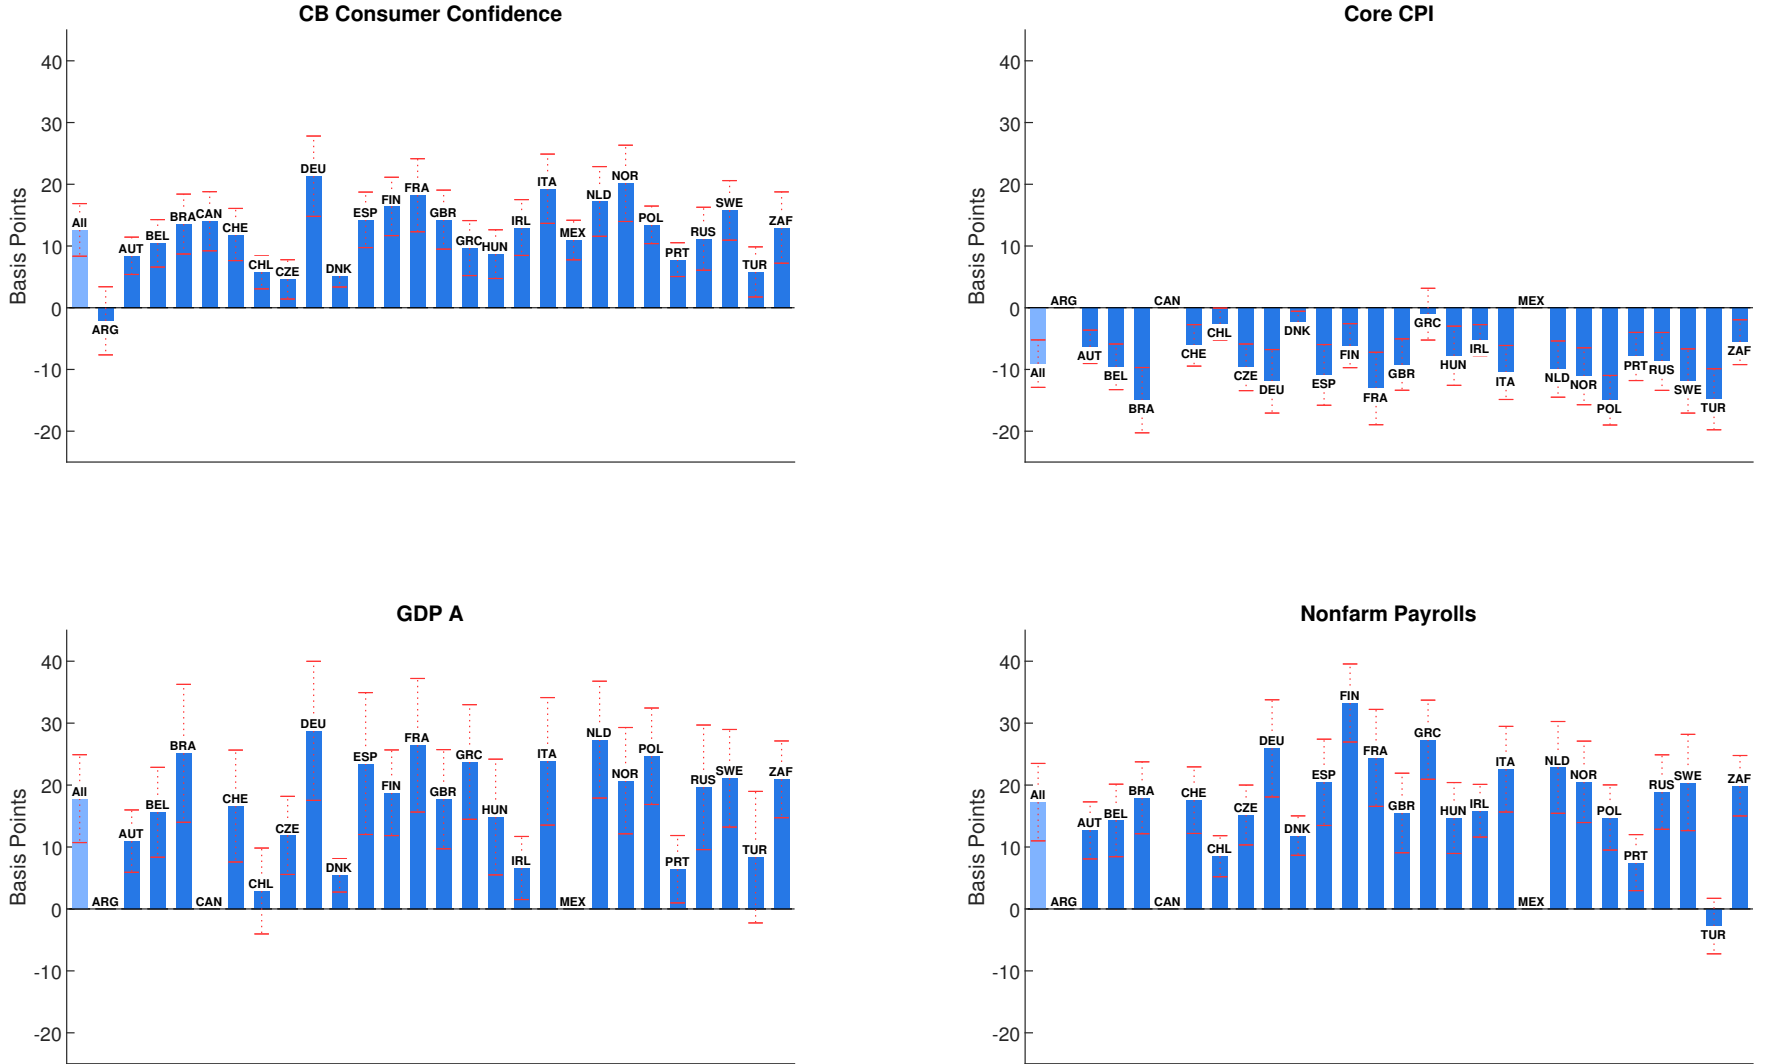 CB Consumer Confidence
Basis Points
40
30
20
10
0
-10
-20
All ARG AUT BEL BRA CAN CHE CHL CZE DEU DNK ESP FIN FRA GBR GRC HUN IRL ITA MEX NLD NOR POL PRT RUS SWE TUR ZAF
Core CPI
Basis Points
40
30
20
10
0
-10
-20
All ARG AUT BEL BRA CAN CHE CHL CZE DEU DNK ESP FIN FRA GBR GRC HUN IRL ITA MEX NLD NOR POL PRT RUS SWE TUR ZAF
GDP A
Basis Points
40
30
20
10
0
-10
-20
All ARG AUT BEL BRA CAN CHE CHL CZE DEU DNK ESP FIN FRA GBR GRC HUN IRL ITA MEX NLD NOR POL PRT RUS SWE TUR ZAF
Nonfarm Payrolls
Basis Points
40
30
20
10
0
-10
-20
All ARG AUT BEL BRA CAN CHE CHL CZE DEU DNK ESP FIN FRA GBR GRC HUN IRL ITA MEX NLD NOR POL PRT RUS SWE TUR ZAF